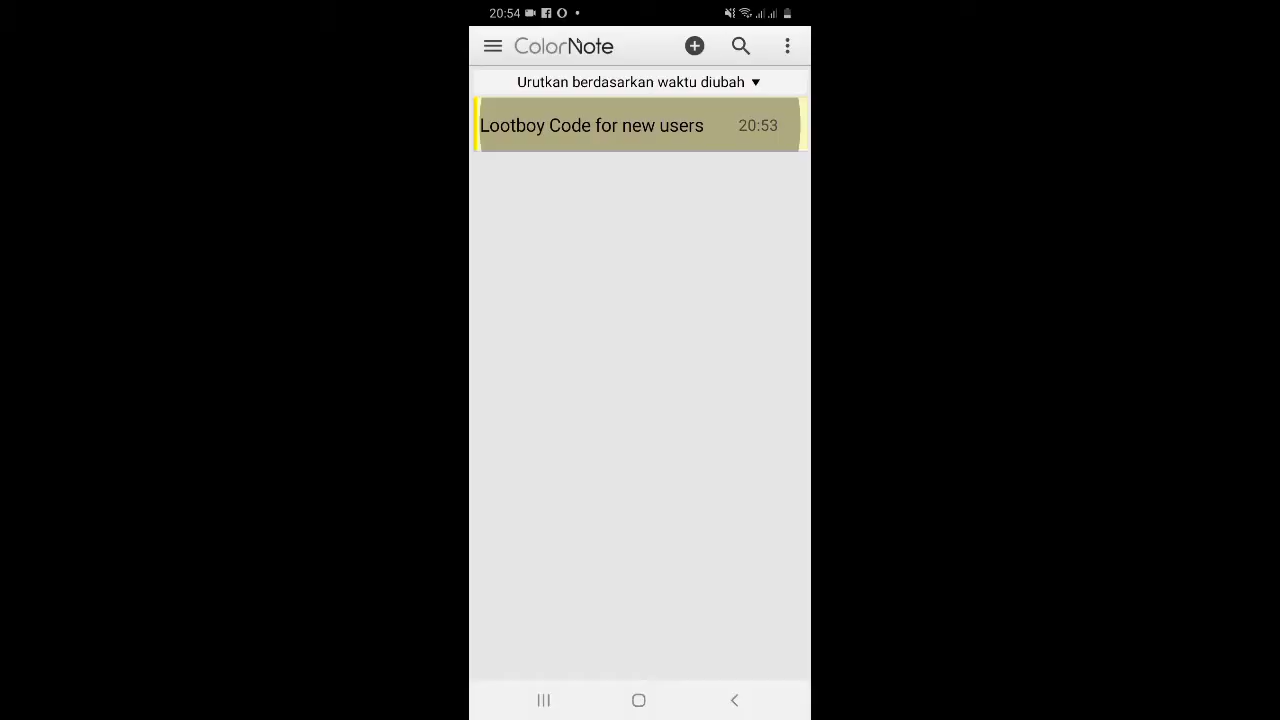 20:54
ColorNote
Urutkan berdasarkan waktu diubah ▼
Lootboy Code for new users 20:53